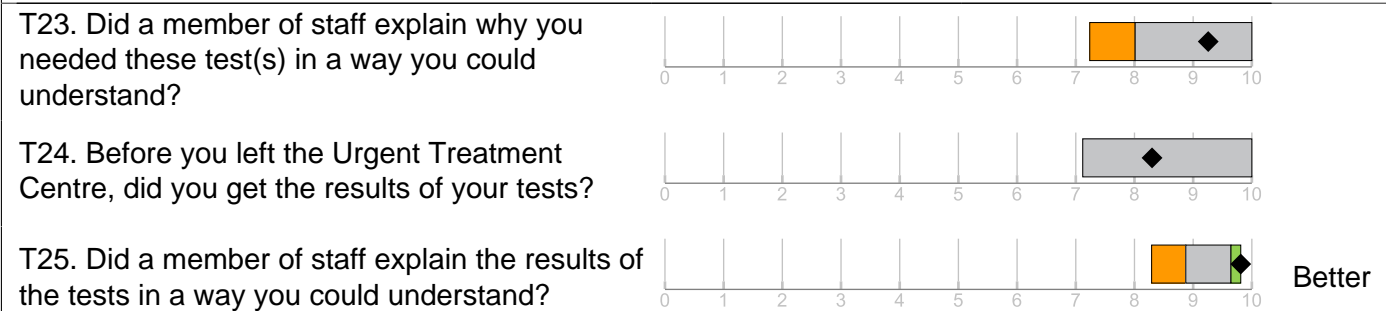 T23. Did a member of staff explain why you
needed these test(s) in a way you could
understand?
0 1 2 3 4 5 6 7 8 9 10
T24. Before you left the Urgent Treatment
Centre, did you get the results of your tests?
0 1 2 3 4 5 6 7 8 9 10
T25. Did a member of staff explain the results of
the tests in a way you could understand?
Better
0 1 2 3 4 5 6 7 8 9 10